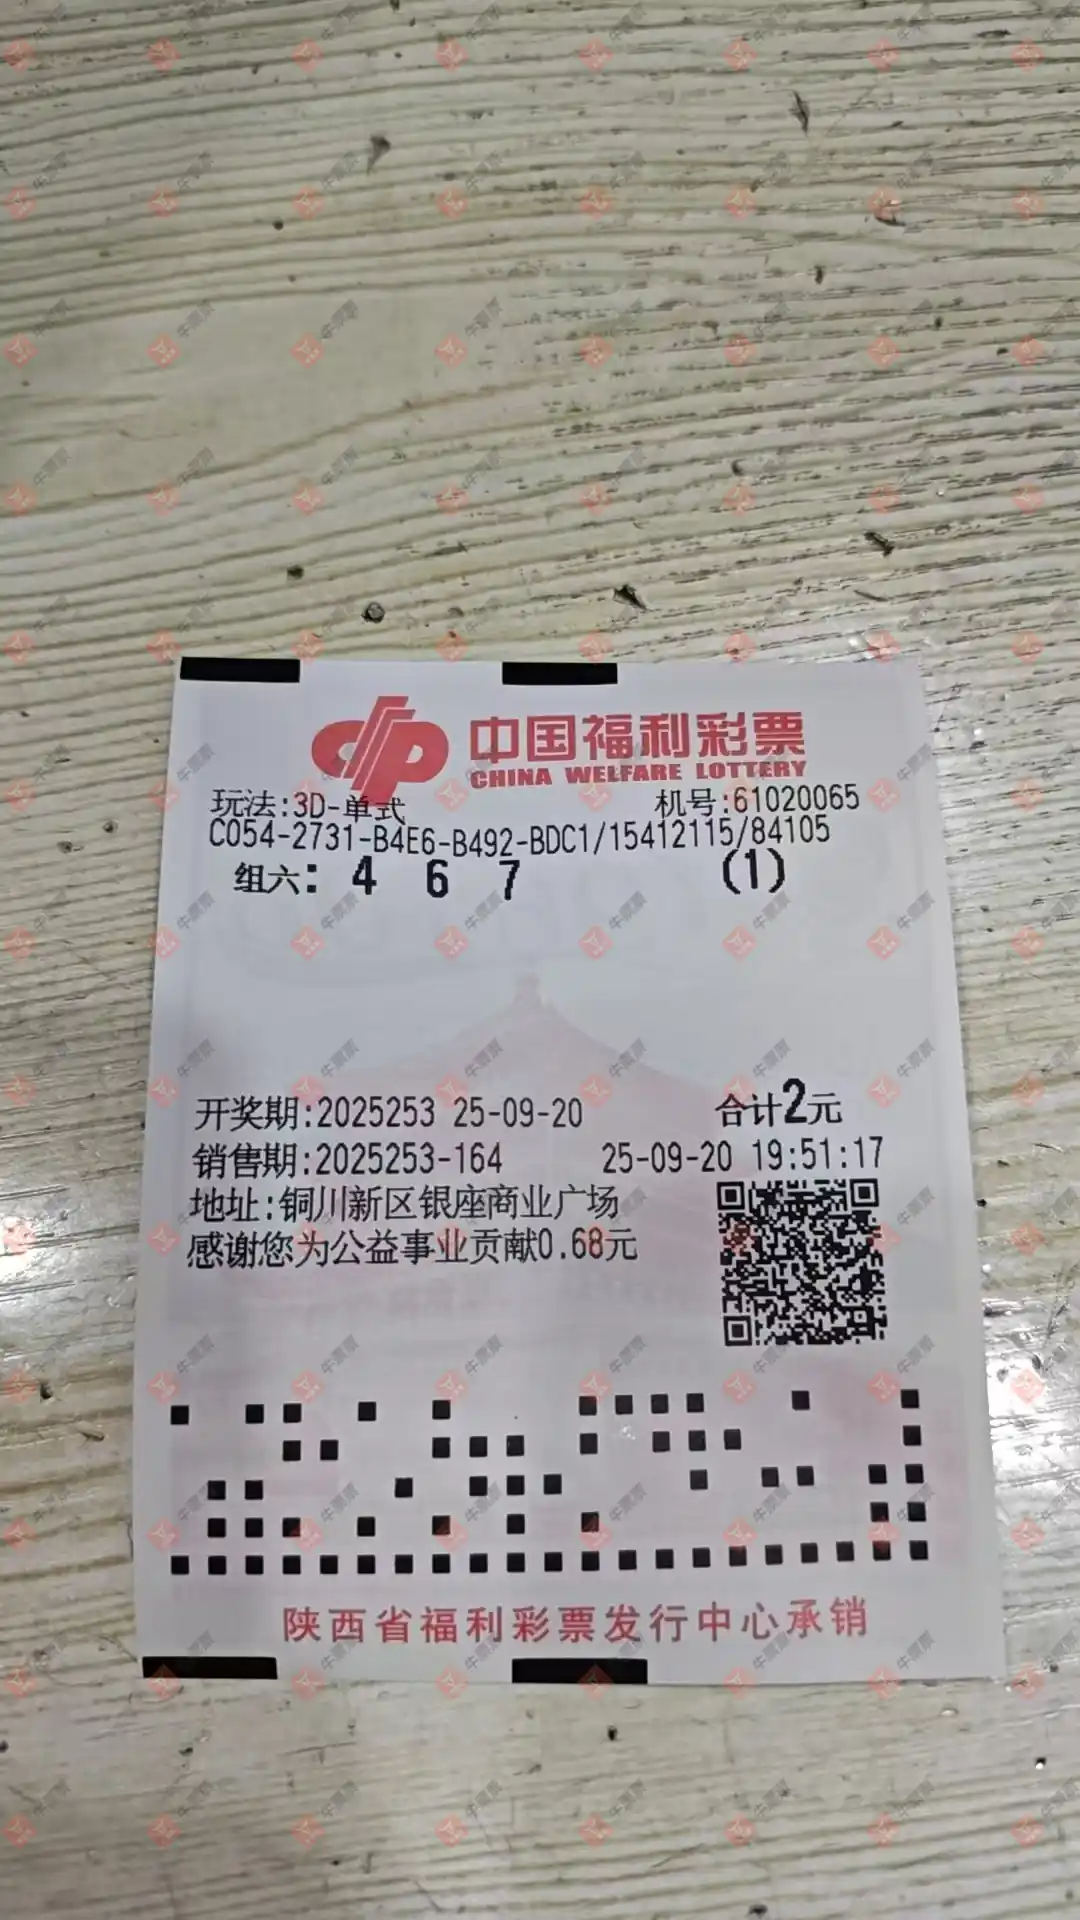 中国福利彩票
CHINA WELFARE LOTTERY
玩法:3D-单式 机号:61020065
C054-2731-B4E6-B492-BDC1/15412115/84105
组六: 4 6 7 (1)
开奖期:2025253 25-09-20 合计2元
销售期:2025253-164 25-09-20 19:51:17
地址:铜川新区银座商业广场
感谢您为公益事业贡献0.68元
陕西省福利彩票发行中心承销
牛票票